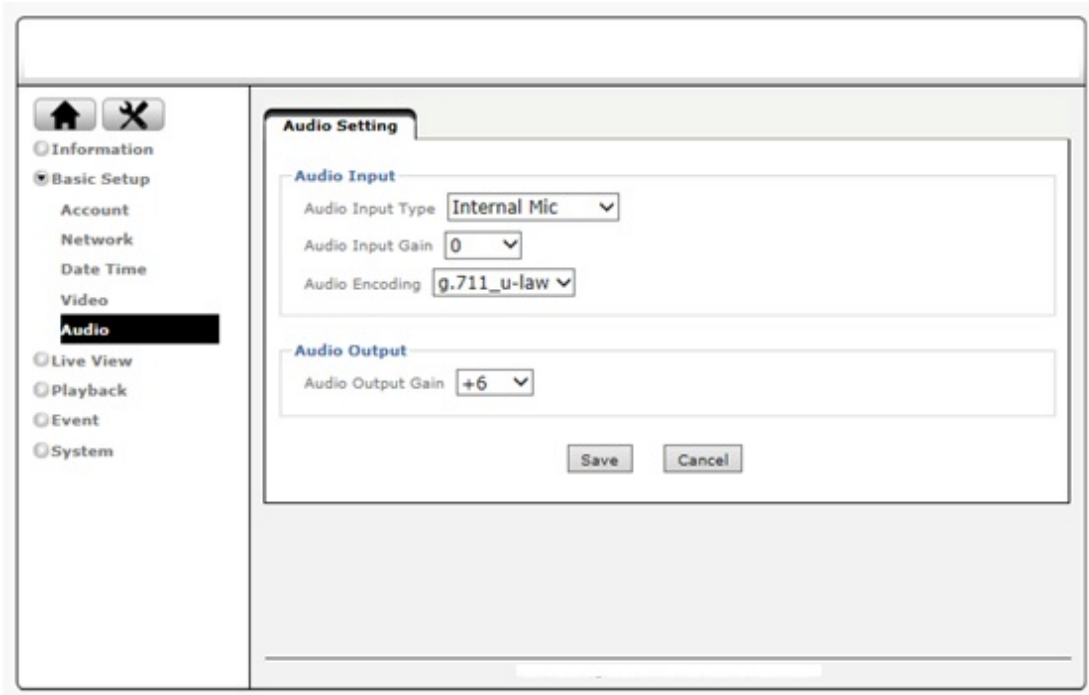 Information
Basic Setup
Account
Network
Date Time
Video
Audio
Live View
Playback
Event
System
Audio Setting
Audio Input
Audio Input Type Internal Mic
Audio Input Gain 0
Audio Encoding g.711_u-law
Audio Output
Audio Output Gain +6
Save Cancel